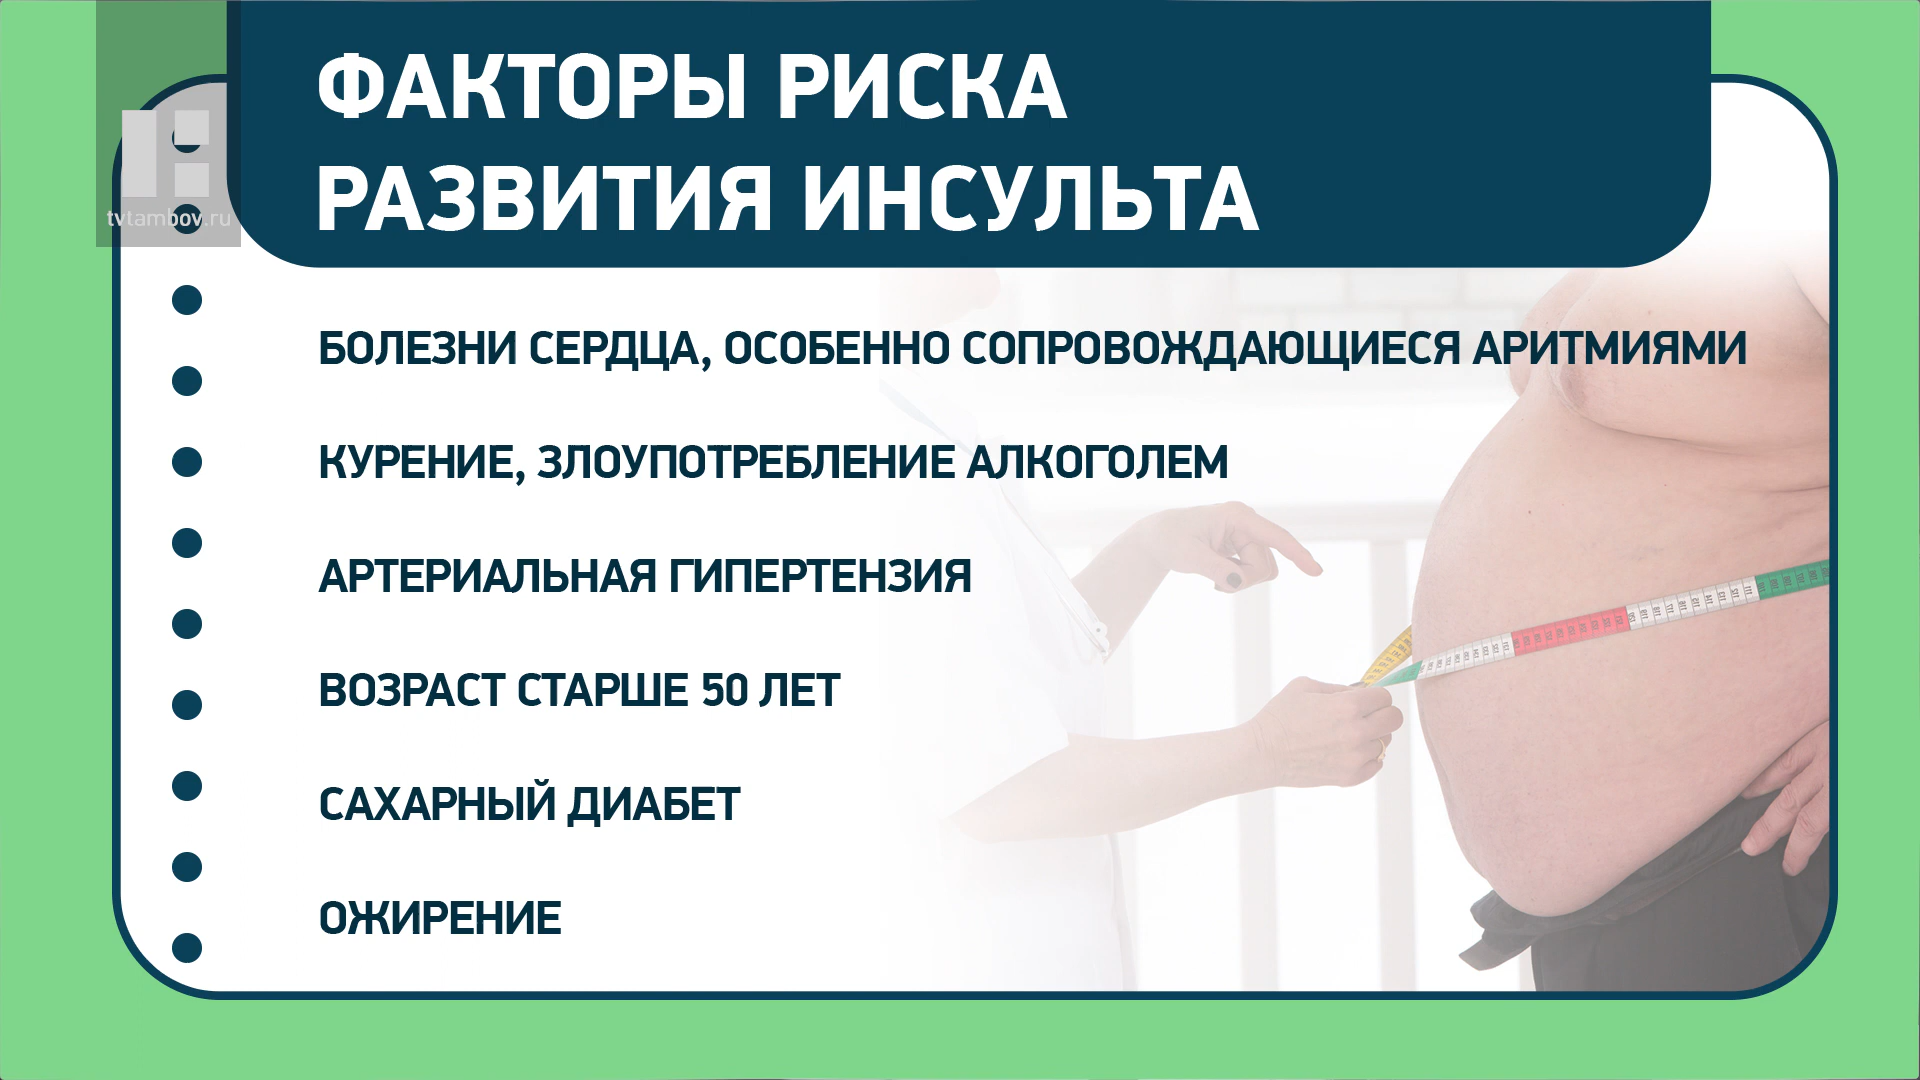 ФАКТОРЫ РИСКА
РАЗВИТИЯ ИНСУЛЬТА
tvtambov.ru
БОЛЕЗНИ СЕРДЦА, ОСОБЕННО СОПРОВОЖДАЮЩИЕСЯ АРИТМИЯМИ
КУРЕНИЕ, ЗЛОУПОТРЕБЛЕНИЕ АЛКОГОЛЕМ
АРТЕРИАЛЬНАЯ ГИПЕРТЕНЗИЯ
ВОЗРАСТ СТАРШЕ 50 ЛЕТ
САХАРНЫЙ ДИАБЕТ
ОЖИРЕНИЕ